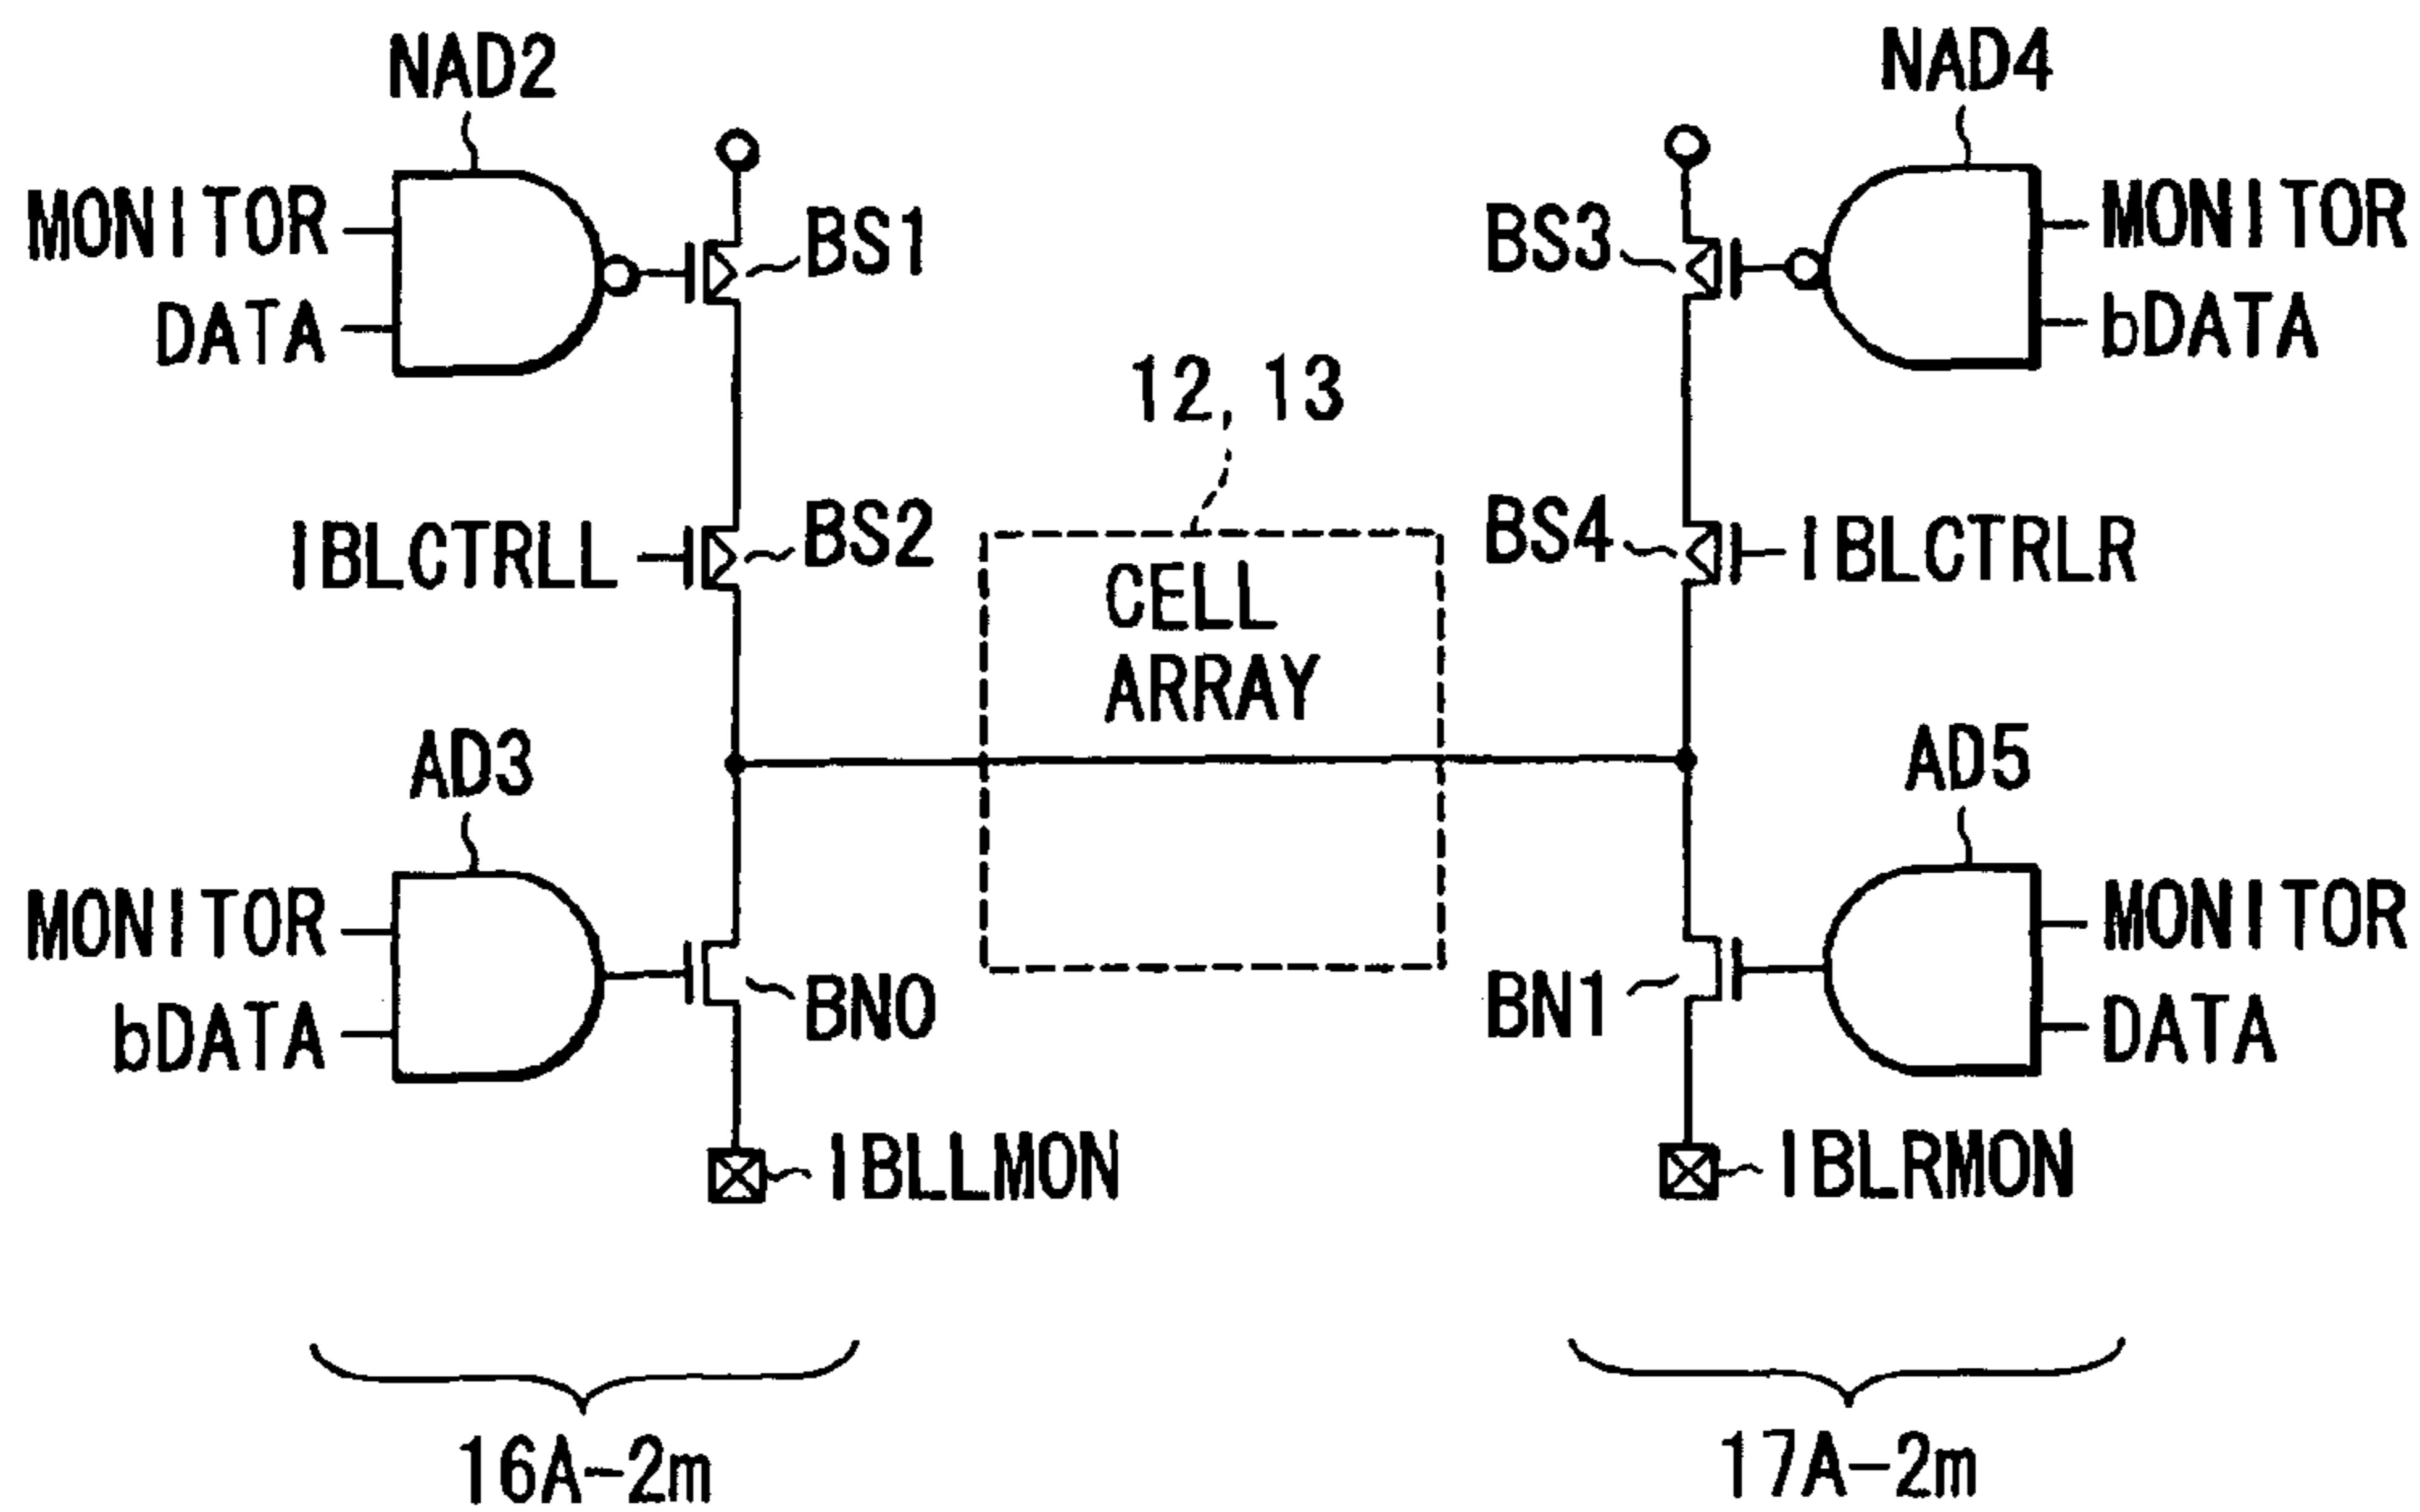 NAD2
NAD4
MONITOR
BS1
BS3
MONITOR
DATA
bDATA
12, 13
IBLCTRLL
BS2
BS4
IBLCTRLR
CELL
ARRAY
AD3
AD5
MONITOR
MONITOR
bDATA
BN0
BN1
DATA
IBLLMON
IBLRMON
16A-2m
17A-2m